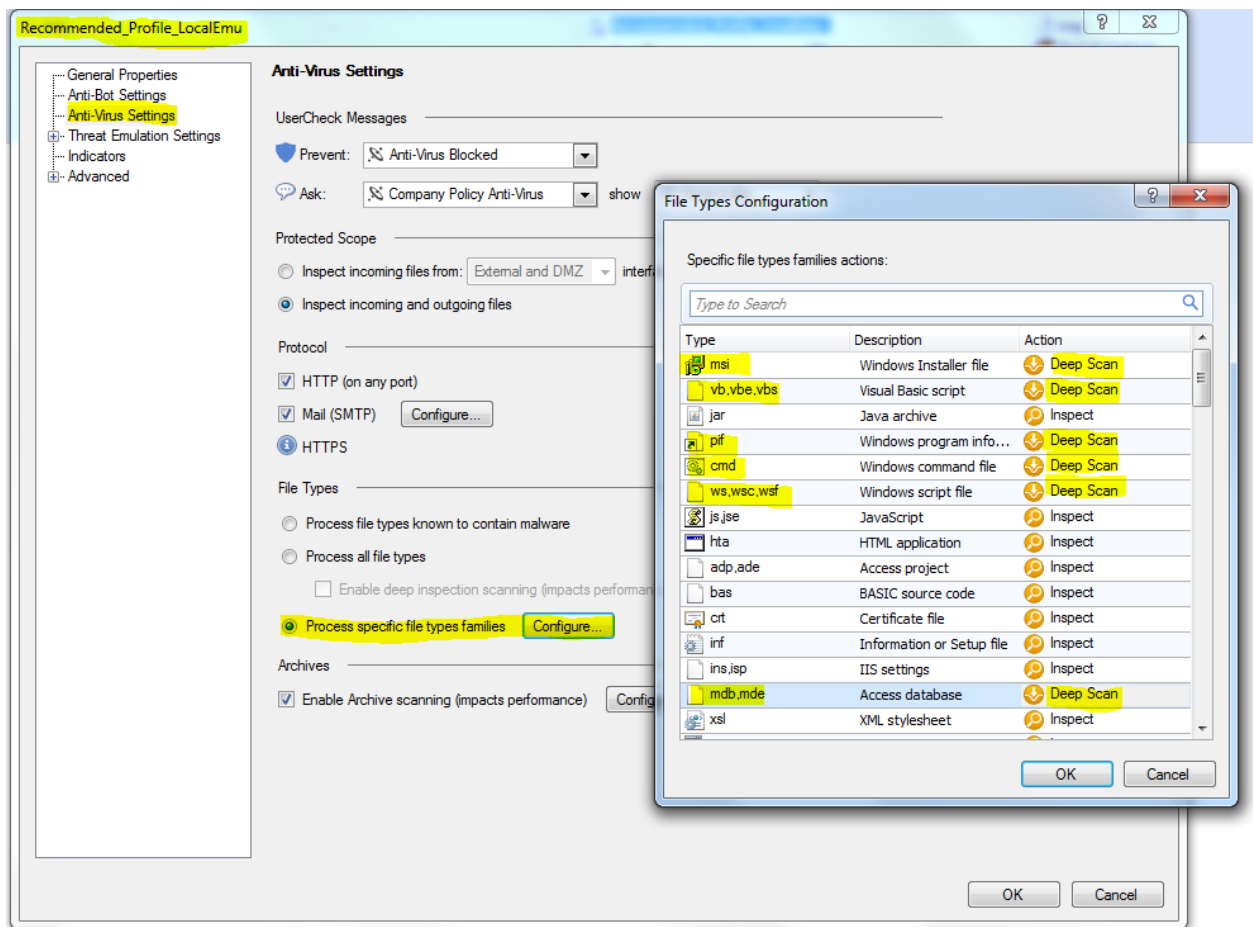 Recommended_Profile_LocalEmu
General Properties
Anti-Bot Settings
Anti-Virus Settings
Threat Emulation Settings
Indicators
Advanced
Anti-Virus Settings
UserCheck Messages
Prevent: Anti-Virus Blocked
Ask: Company Policy Anti-Virus show
Protected Scope
Inspect incoming files from: External and DMZ
Inspect incoming and outgoing files
Protocol
HTTP (on any port)
Mail (SMTP) Configure...
HTTPS
File Types
Process file types known to contain malware
Process all file types
Enable deep inspection scanning (impacts
Process specific file types families Configure...
Archives
Enable Archive scanning (impacts performance)
OK Cancel
File Types Configuration
Specific file types families actions:
Type to Search
Type Description Action
msi Windows Installer file Deep Scan
vb,vbe,vbs Visual Basic script Deep Scan
jar Java archive Inspect
pif Windows program info... Deep Scan
cmd Windows command file Deep Scan
ws,wsc,wsf Windows script file Deep Scan
js,jse JavaScript Inspect
hta HTML application Inspect
adp,ade Access project Inspect
bas BASIC source code Inspect
crt Certificate file Inspect
inf Information or Setup file Inspect
ins,isp IIS settings Inspect
mdb,mde Access database Deep Scan
xsl XML stylesheet Inspect
OK Cancel